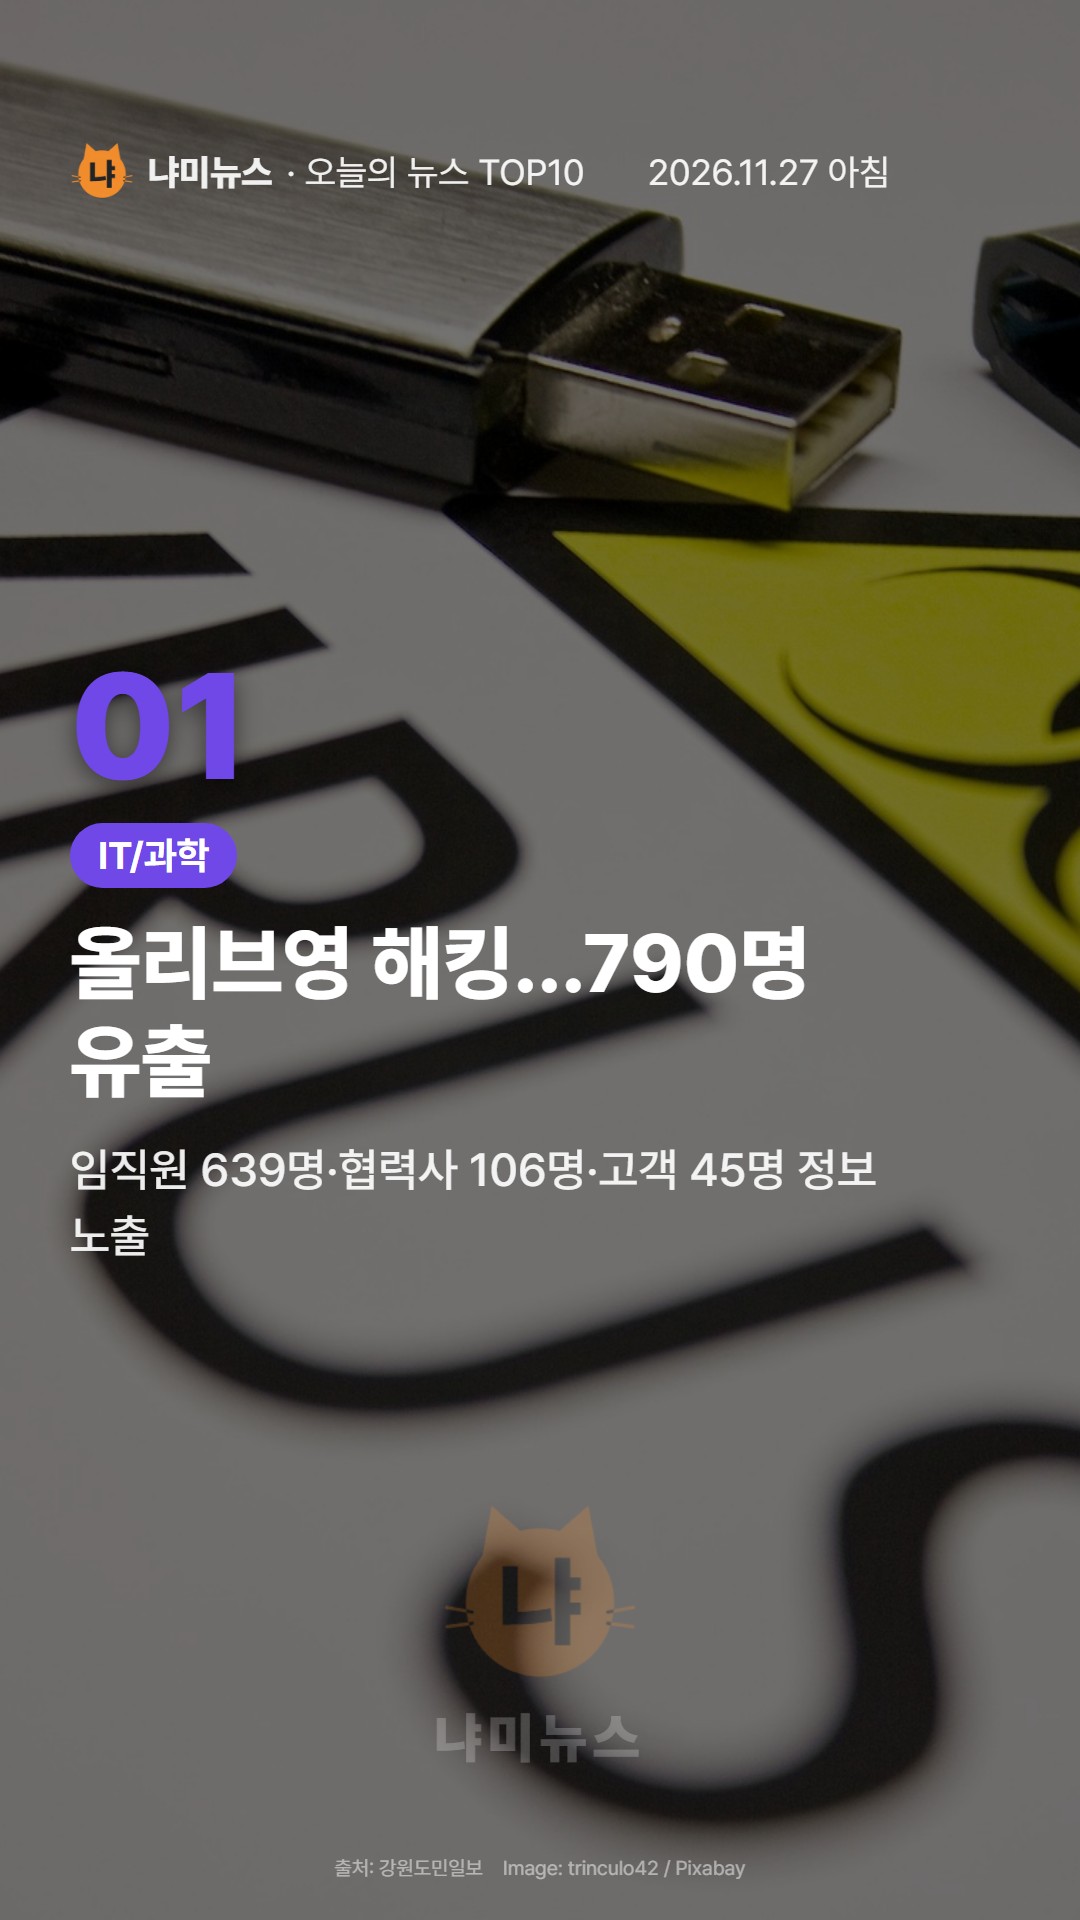 냐 냐미뉴스 · 오늘의 뉴스 TOP10 2026.11.27 아침
01
IT/과학
올리브영 해킹...790명
유출
임직원 639명·협력사 106명·고객 45명 정보
노출
냐
냐미뉴스
출처: 강원도민일보 Image: trinculo42 / Pixabay
VIRUS